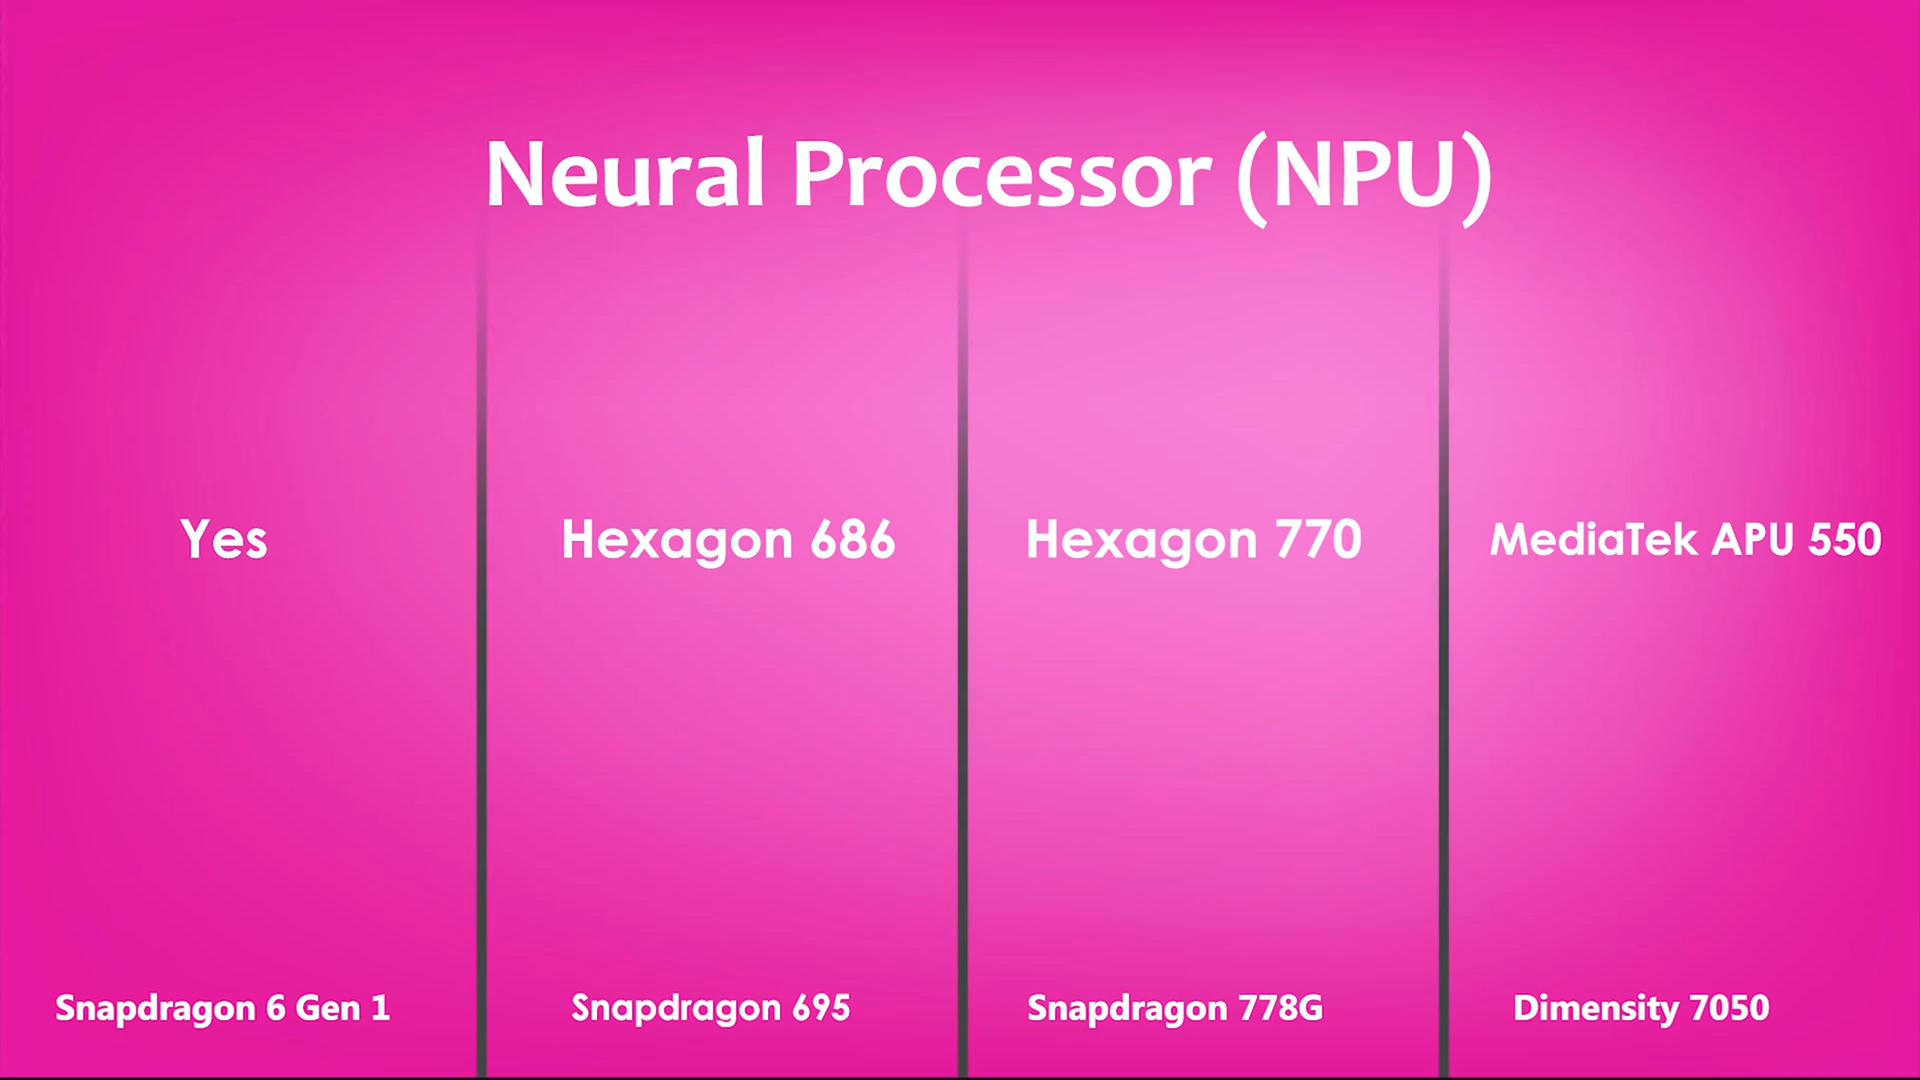 Neural Processor (NPU)
Yes
Hexagon 686
Hexagon 770
MediaTek APU 550
Snapdragon 6 Gen 1
Snapdragon 695
Snapdragon 778G
Dimensity 7050